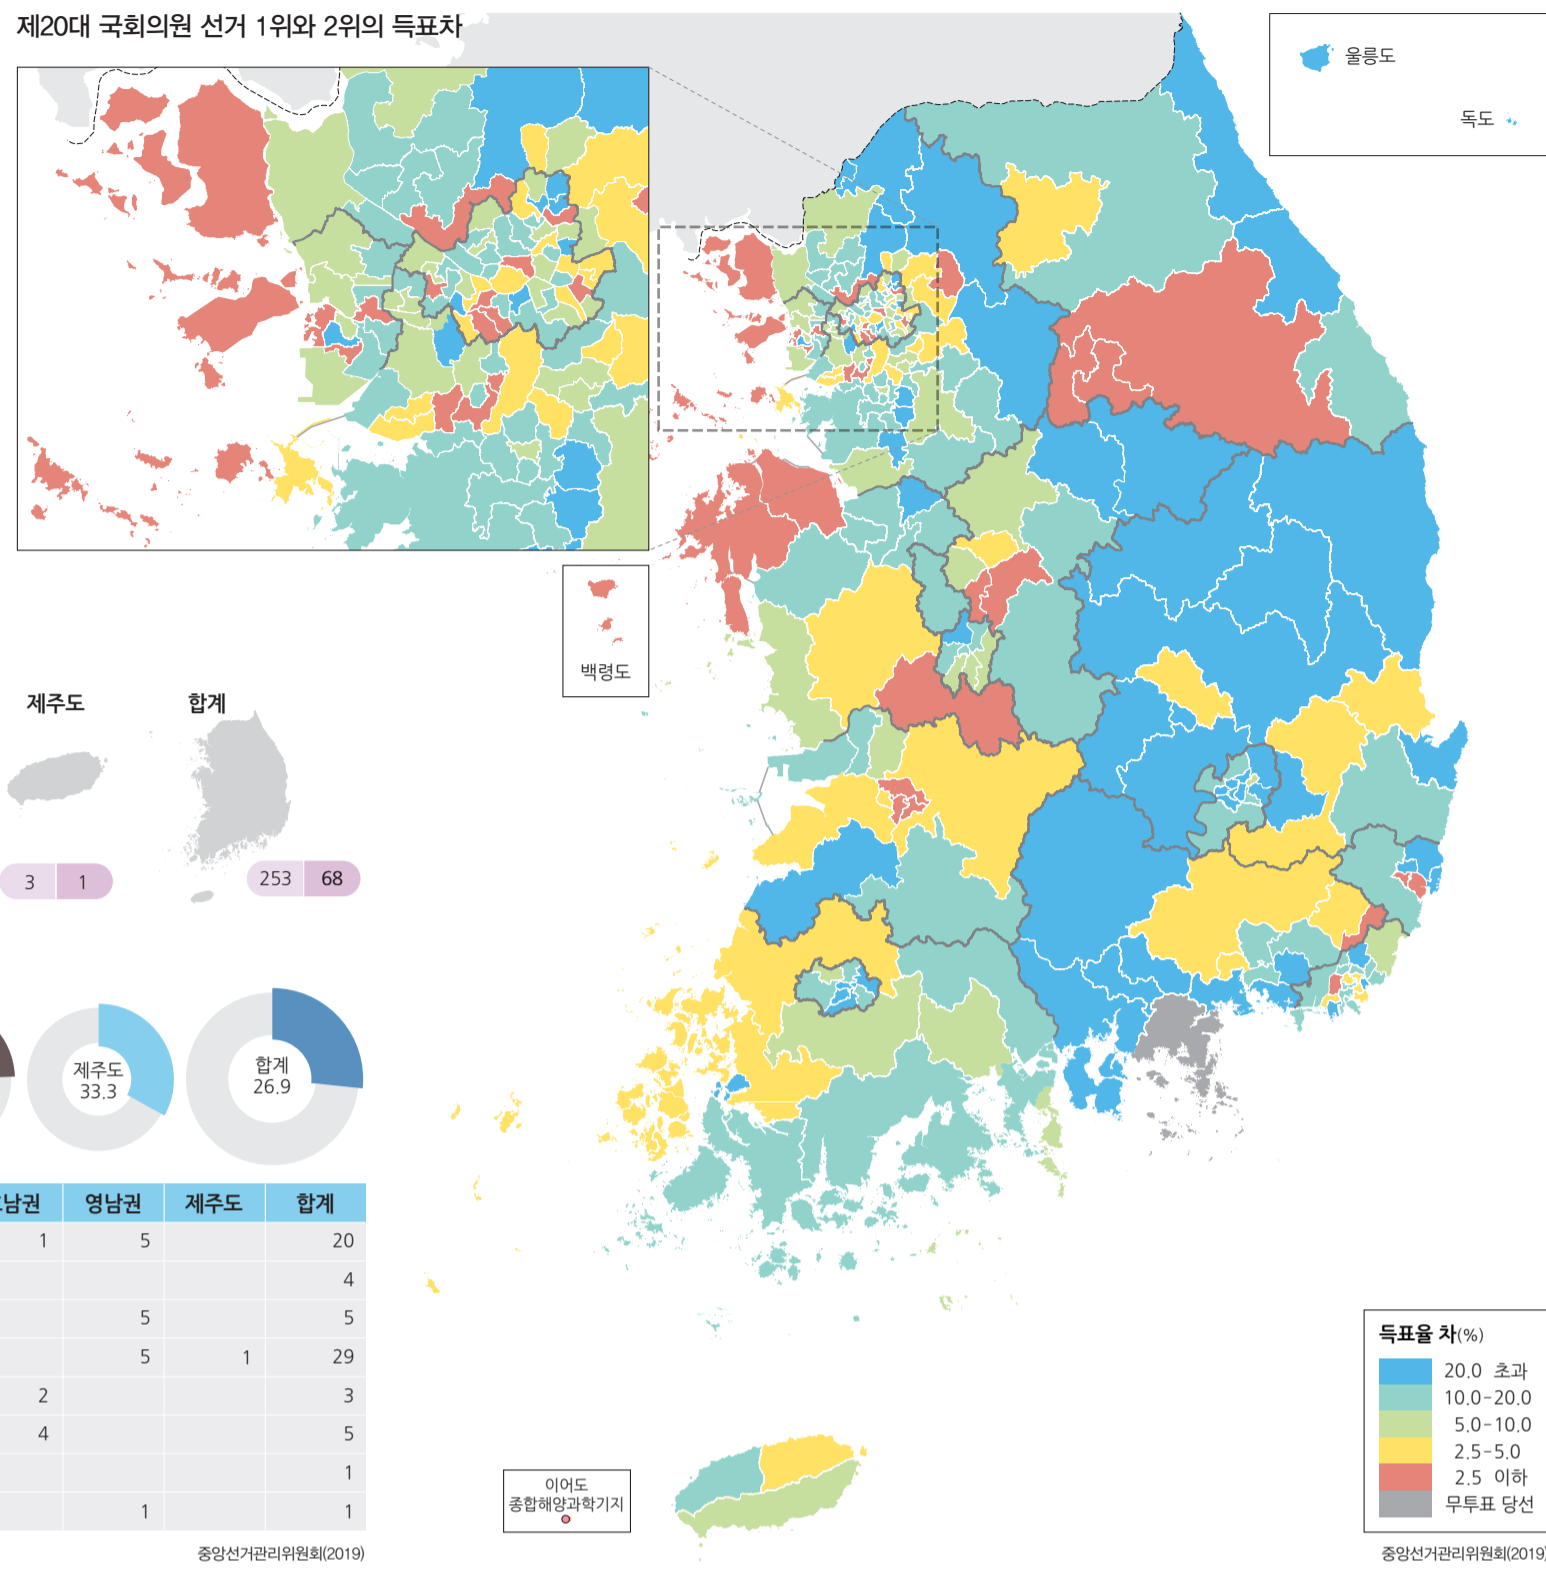 제20대 국회의원 선거 1위와 2위의 득표차
울릉도
독도
백령도
제주도 합계
3 1 253 68
제주도
33.3
합계
26.9
남권 영남권 제주도 합계
1 5 20
4
5 5
5 1 29
2 3
4 5
1
1 1
중앙선거관리위원회(2019)
이어도
종합해양과학기지
득표율 차(%)
20.0 초과
10.0-20.0
5.0-10.0
2.5-5.0
2.5 이하
무투표 당선
중앙선거관리위원회(2019)